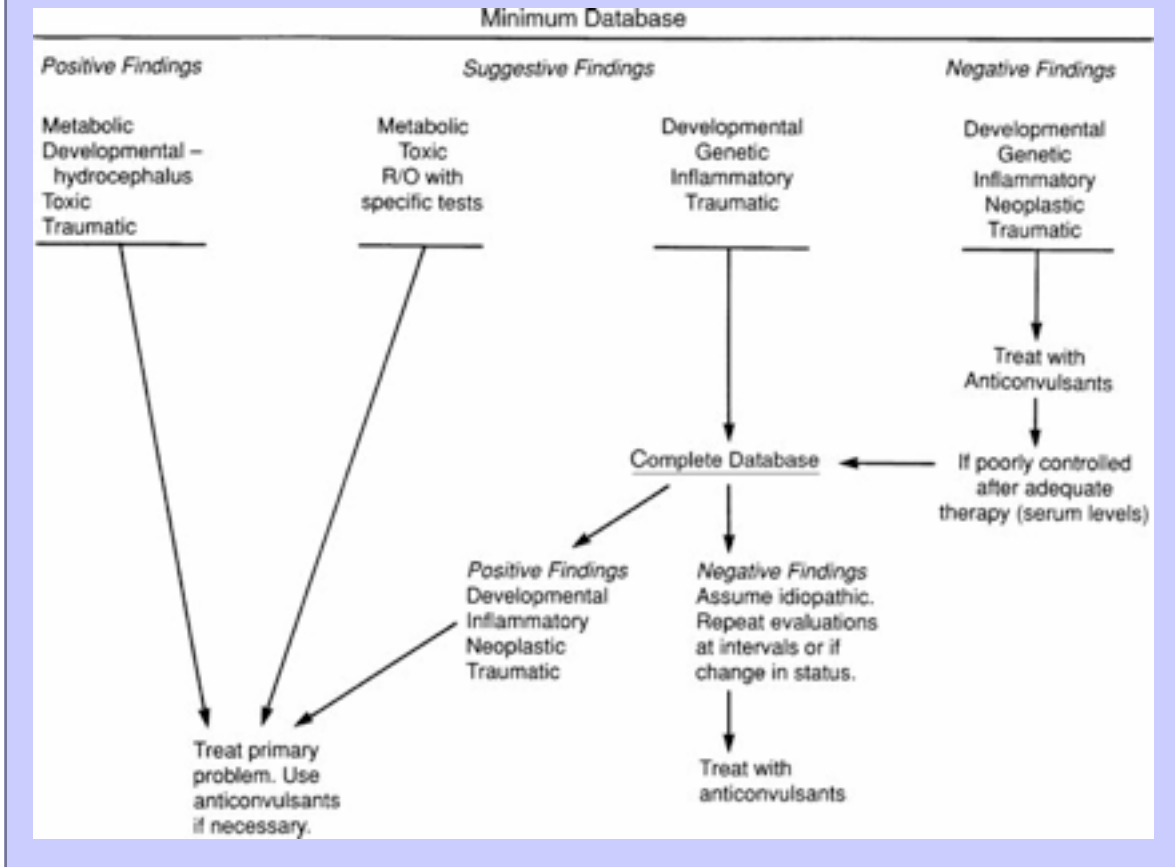 Minimum Database
Positive Findings
Suggestive Findings
Negative Findings
Metabolic
Developmental –
hydrocephalus
Toxic
Traumatic
Metabolic
Toxic
R/O with
specific tests
Developmental
Genetic
Inflammatory
Traumatic
Developmental
Genetic
Inflammatory
Neoplastic
Traumatic
Treat with
Anticonvulsants
If poorly controlled
after adequate
therapy (serum levels)
Complete Database
Positive Findings
Developmental
Inflammatory
Neoplastic
Traumatic
Negative Findings
Assume idiopathic.
Repeat evaluations
at intervals or if
change in status.
Treat primary
problem. Use
anticonvulsants
if necessary.
Treat with
anticonvulsants